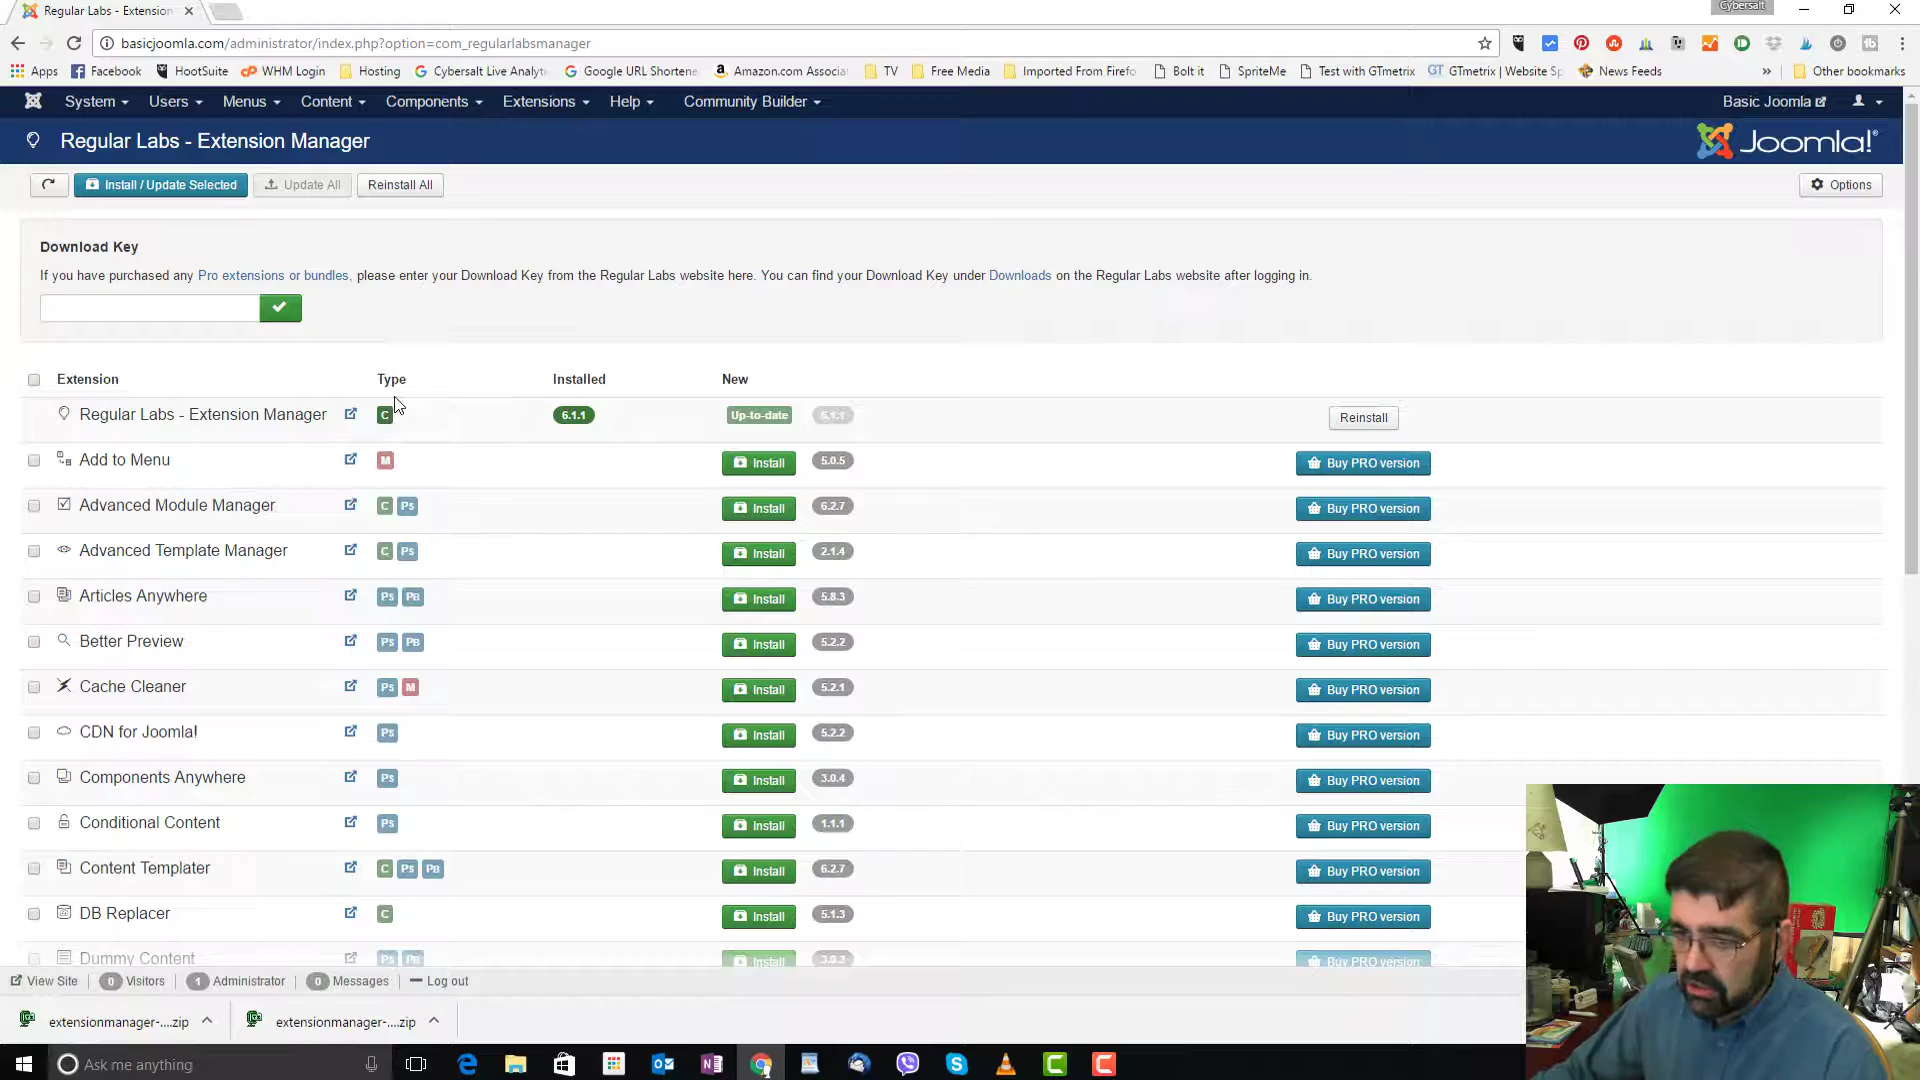 Regular Labs - Extension
Cybersalt
basicjoomla.com/administrator/index.php?option=com_regularlabsmanager
Apps Facebook HootSuite WHM Login Hosting Cybersalt Live Analyti Google URL Shortene Amazon.com Associa TV Free Media Imported From Firefo Bolt it SpriteMe Test with GTmetrix GTmetrix | Website Sp News Feeds » Other bookmarks
System Users Menus Content Components Extensions Help Community Builder Basic Joomla
Regular Labs - Extension Manager Joomla!
Install / Update Selected Update All Reinstall All Options
Download Key
If you have purchased any Pro extensions or bundles, please enter your Download Key from the Regular Labs website here. You can find your Download Key under Downloads on the Regular Labs website after logging in.
Extension Type Installed New
Regular Labs - Extension Manager C 6.1.1 Up-to-date 6.1.1 Reinstall
Add to Menu M Install 5.0.5 Buy PRO version
Advanced Module Manager C Ps Install 6.2.7 Buy PRO version
Advanced Template Manager C Ps Install 2.1.4 Buy PRO version
Articles Anywhere Ps PB Install 5.8.3 Buy PRO version
Better Preview Ps PB Install 5.2.2 Buy PRO version
Cache Cleaner Ps M Install 5.2.1 Buy PRO version
CDN for Joomla! Ps Install 5.2.2 Buy PRO version
Components Anywhere Ps Install 3.0.4 Buy PRO version
Conditional Content Ps Install 1.1.1 Buy PRO version
Content Templater C Ps PB Install 6.2.7 Buy PRO version
DB Replacer C Install 5.1.3 Buy PRO version
Dummy Content Ps PB Install 3.0.3 Buy PRO version
View Site 0 Visitors 1 Administrator 0 Messages Log out
extensionmanager-....zip extensionmanager-....zip
Ask me anything